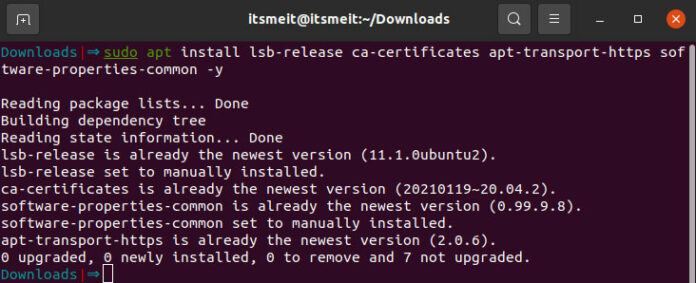 itsmeit@itsmeit:~/Downloads
Downloads|⇒ sudo apt install lsb-release ca-certificates apt-transport-https sof
tware-properties-common -y
Reading package lists... Done
Building dependency tree
Reading state information... Done
lsb-release is already the newest version (11.1.0ubuntu2).
lsb-release set to manually installed.
ca-certificates is already the newest version (20210119~20.04.2).
software-properties-common is already the newest version (0.99.9.8).
software-properties-common set to manually installed.
apt-transport-https is already the newest version (2.0.6).
0 upgraded, 0 newly installed, 0 to remove and 7 not upgraded.
Downloads|⇒